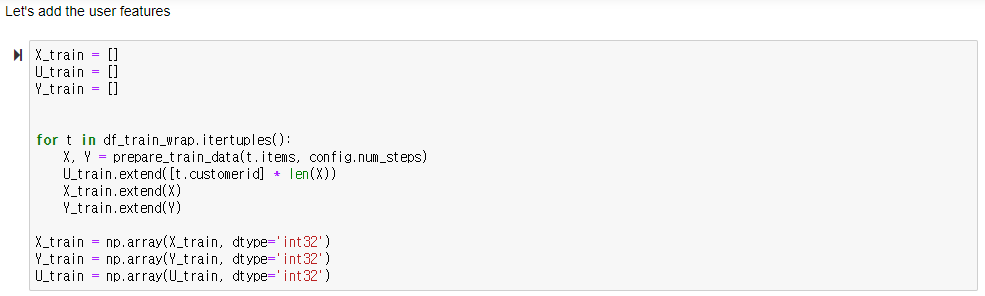 Let's add the user features
X_train = []
U_train = []
Y_train = []
for t in df_train_wrap.itertuples():
    X, Y = prepare_train_data(t.items, config.num_steps)
    U_train.extend([t.customerid] * len(X))
    X_train.extend(X)
    Y_train.extend(Y)
X_train = np.array(X_train, dtype='int32')
Y_train = np.array(Y_train, dtype='int32')
U_train = np.array(U_train, dtype='int32')